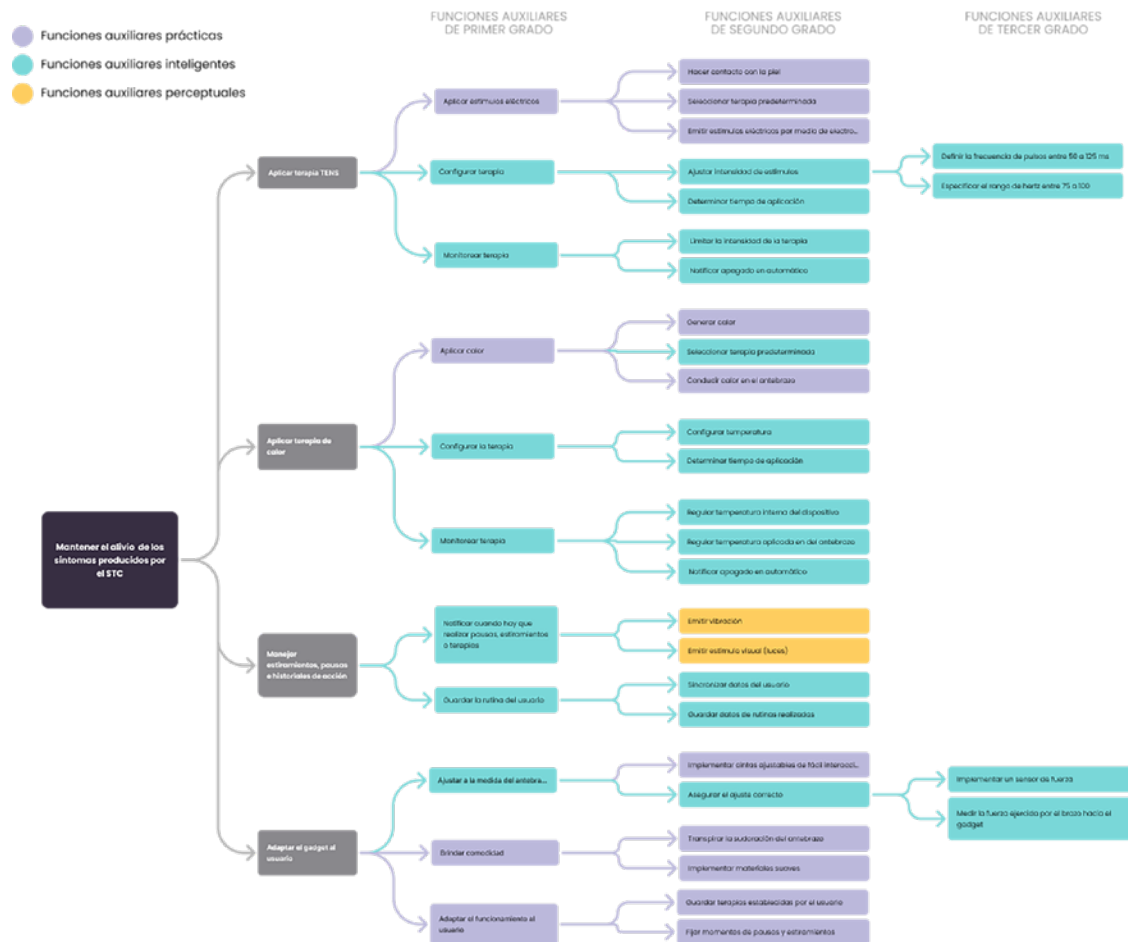 FUNCIONES AUXILIARES
DE PRIMER GRADO
FUNCIONES AUXILIARES
DE SEGUNDO GRADO
FUNCIONES AUXILIARES
DE TERCER GRADO
Funciones auxiliares prácticas
Funciones auxiliares inteligentes
Funciones auxiliares perceptuales
Mantener el alivio de los
síntomas producidos por
el STC
Aplicar terapia TENS
Aplicar estímulos eléctricos
Hacer contacto con la piel
Seleccionar terapia predeterminada
Emitir estímulos eléctricos por medio de electro...
Configurar terapia
Ajustar intensidad de estímulos
Definir la frecuencia de pulsos entre 50 a 125 ms
Especificar el rango de hertz entre 75 a 100
Determinar tiempo de aplicación
Monitorear terapia
Limitar la intensidad de la terapia
Notificar apagado en automático
Aplicar terapia de
calor
Aplicar calor
Generar calor
Seleccionar terapia predeterminada
Conducir calor en el antebrazo
Configurar la terapia
Configurar temperatura
Determinar tiempo de aplicación
Monitorear terapia
Regular temperatura interna del dispositivo
Regular temperatura aplicada en del antebrazo
Notificar apagado en automático
Manejar
estiramientos, pausas
e historiales de acción
Notificar cuando hay que
realizar pausas, estiramientos
o terapias
Emitir vibración
Emitir estímulo visual (luces)
Guardar la rutina del usuario
Sincronizar datos del usuario
Guardar datos de rutinas realizadas
Adaptar el gadget al
usuario
Ajustar a la medida del antebra...
Implementar cintas ajustables de fácil interacci...
Asegurar el ajuste correcto
Implementar un sensor de fuerza
Medir la fuerza ejercida por el brazo hacia el
gadget
Brindar comodidad
Transpirar la sudoración del antebrazo
Implementar materiales suaves
Adaptar el funcionamiento al
usuario
Guardar terapias establecidas por el usuario
Fijar momentos de pausas y estiramientos